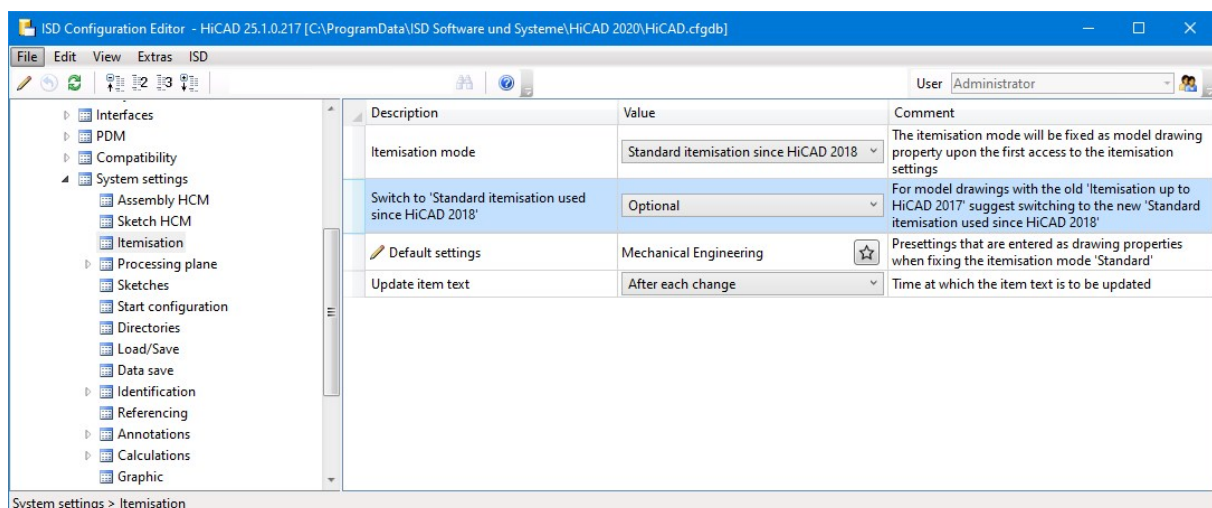 ISD Configuration Editor - HiCAD 25.1.0.217 [C:\ProgramData\ISD Software und Systeme\HiCAD 2020\HiCAD.cfgdb]
File Edit View Extras ISD
User Administrator
Interfaces
PDM
Compatibility
System settings
Assembly HCM
Sketch HCM
Itemisation
Processing plane
Sketches
Start configuration
Directories
Load/Save
Data save
Identification
Referencing
Annotations
Calculations
Graphic
Description Value Comment
Itemisation mode
Standard itemisation since HiCAD 2018
The itemisation mode will be fixed as model drawing
property upon the first access to the itemisation
settings
Switch to 'Standard itemisation used
since HiCAD 2018'
Optional
For model drawings with the old 'Itemisation up to
HiCAD 2017' suggest switching to the new 'Standard
itemisation used since HiCAD 2018'
Default settings
Mechanical Engineering
Presettings that are entered as drawing properties
when fixing the itemisation mode 'Standard'
Update item text
After each change
Time at which the item text is to be updated
System settings > Itemisation